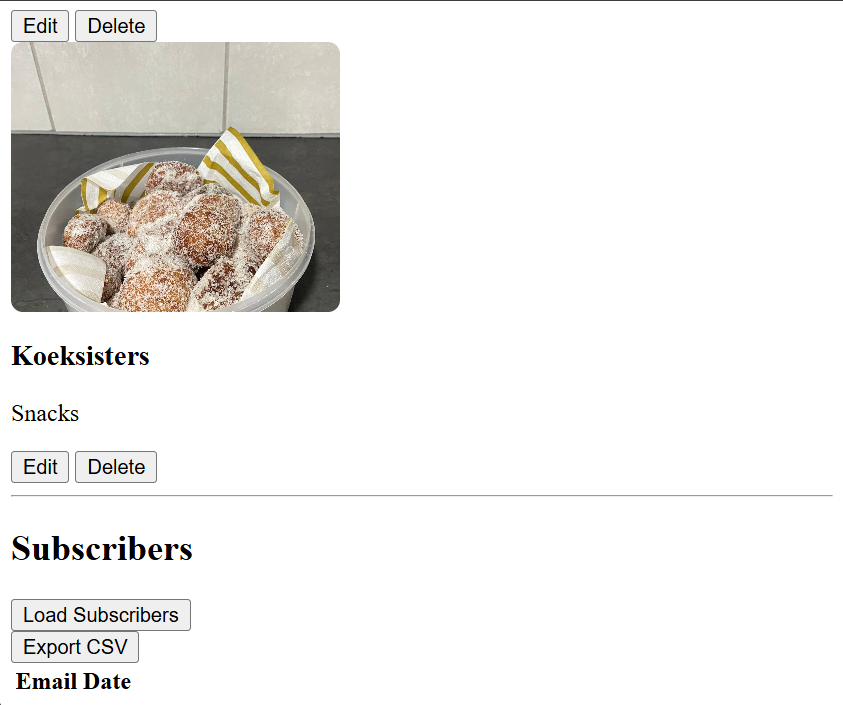 Edit Delete
Koeksisters
Snacks
Edit Delete
Subscribers
Load Subscribers
Export CSV
Email Date